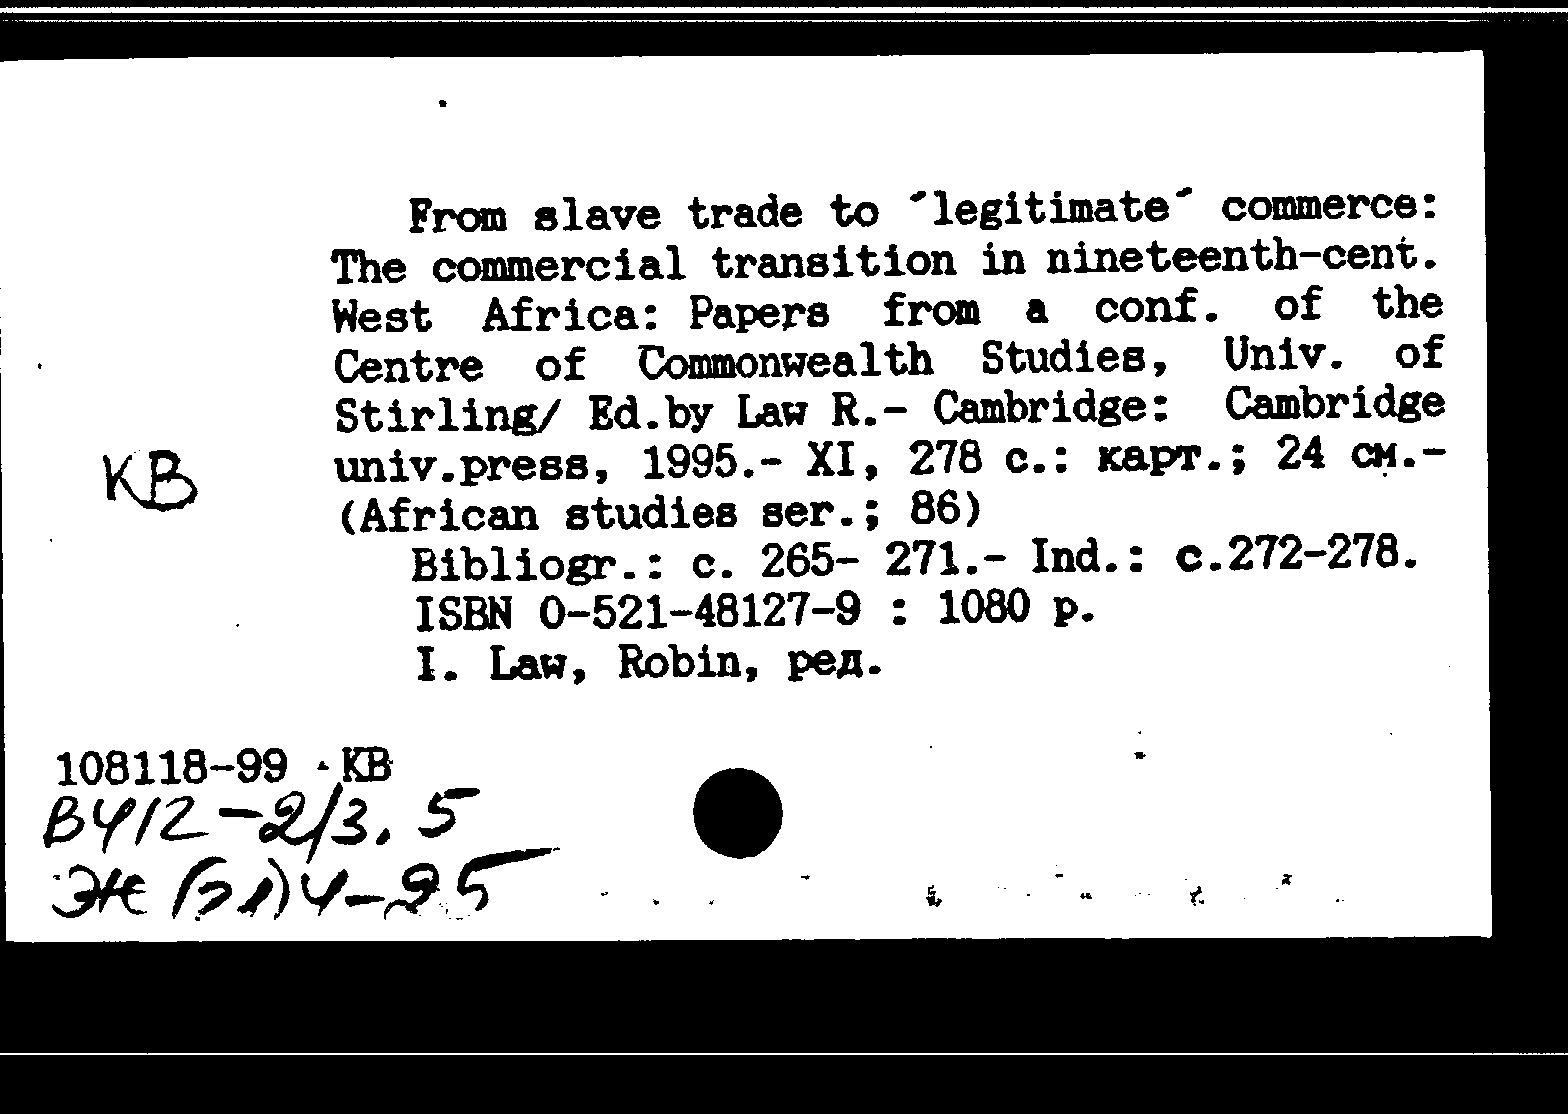 From slave trade to ´legitimate´ commerce:
The commercial transition in nineteenth-cent.
West Africa: Papers from a conf. of the
Centre of Commonwealth Studies, Univ. of
Stirling/ Ed.by Law R.- Cambridge: Cambridge
univ.press, 1995.- XI, 278 с.: карт.; 24 см.-
(African studies ser.; 86)
Bibliogr.: с. 265- 271.- Ind.: с.272-278.
ISBN 0-521-48127-9 : 1080 р.
I. Law, Robin, ред.
КВ
108118-99 КВ
ВЧ12-2/3.5